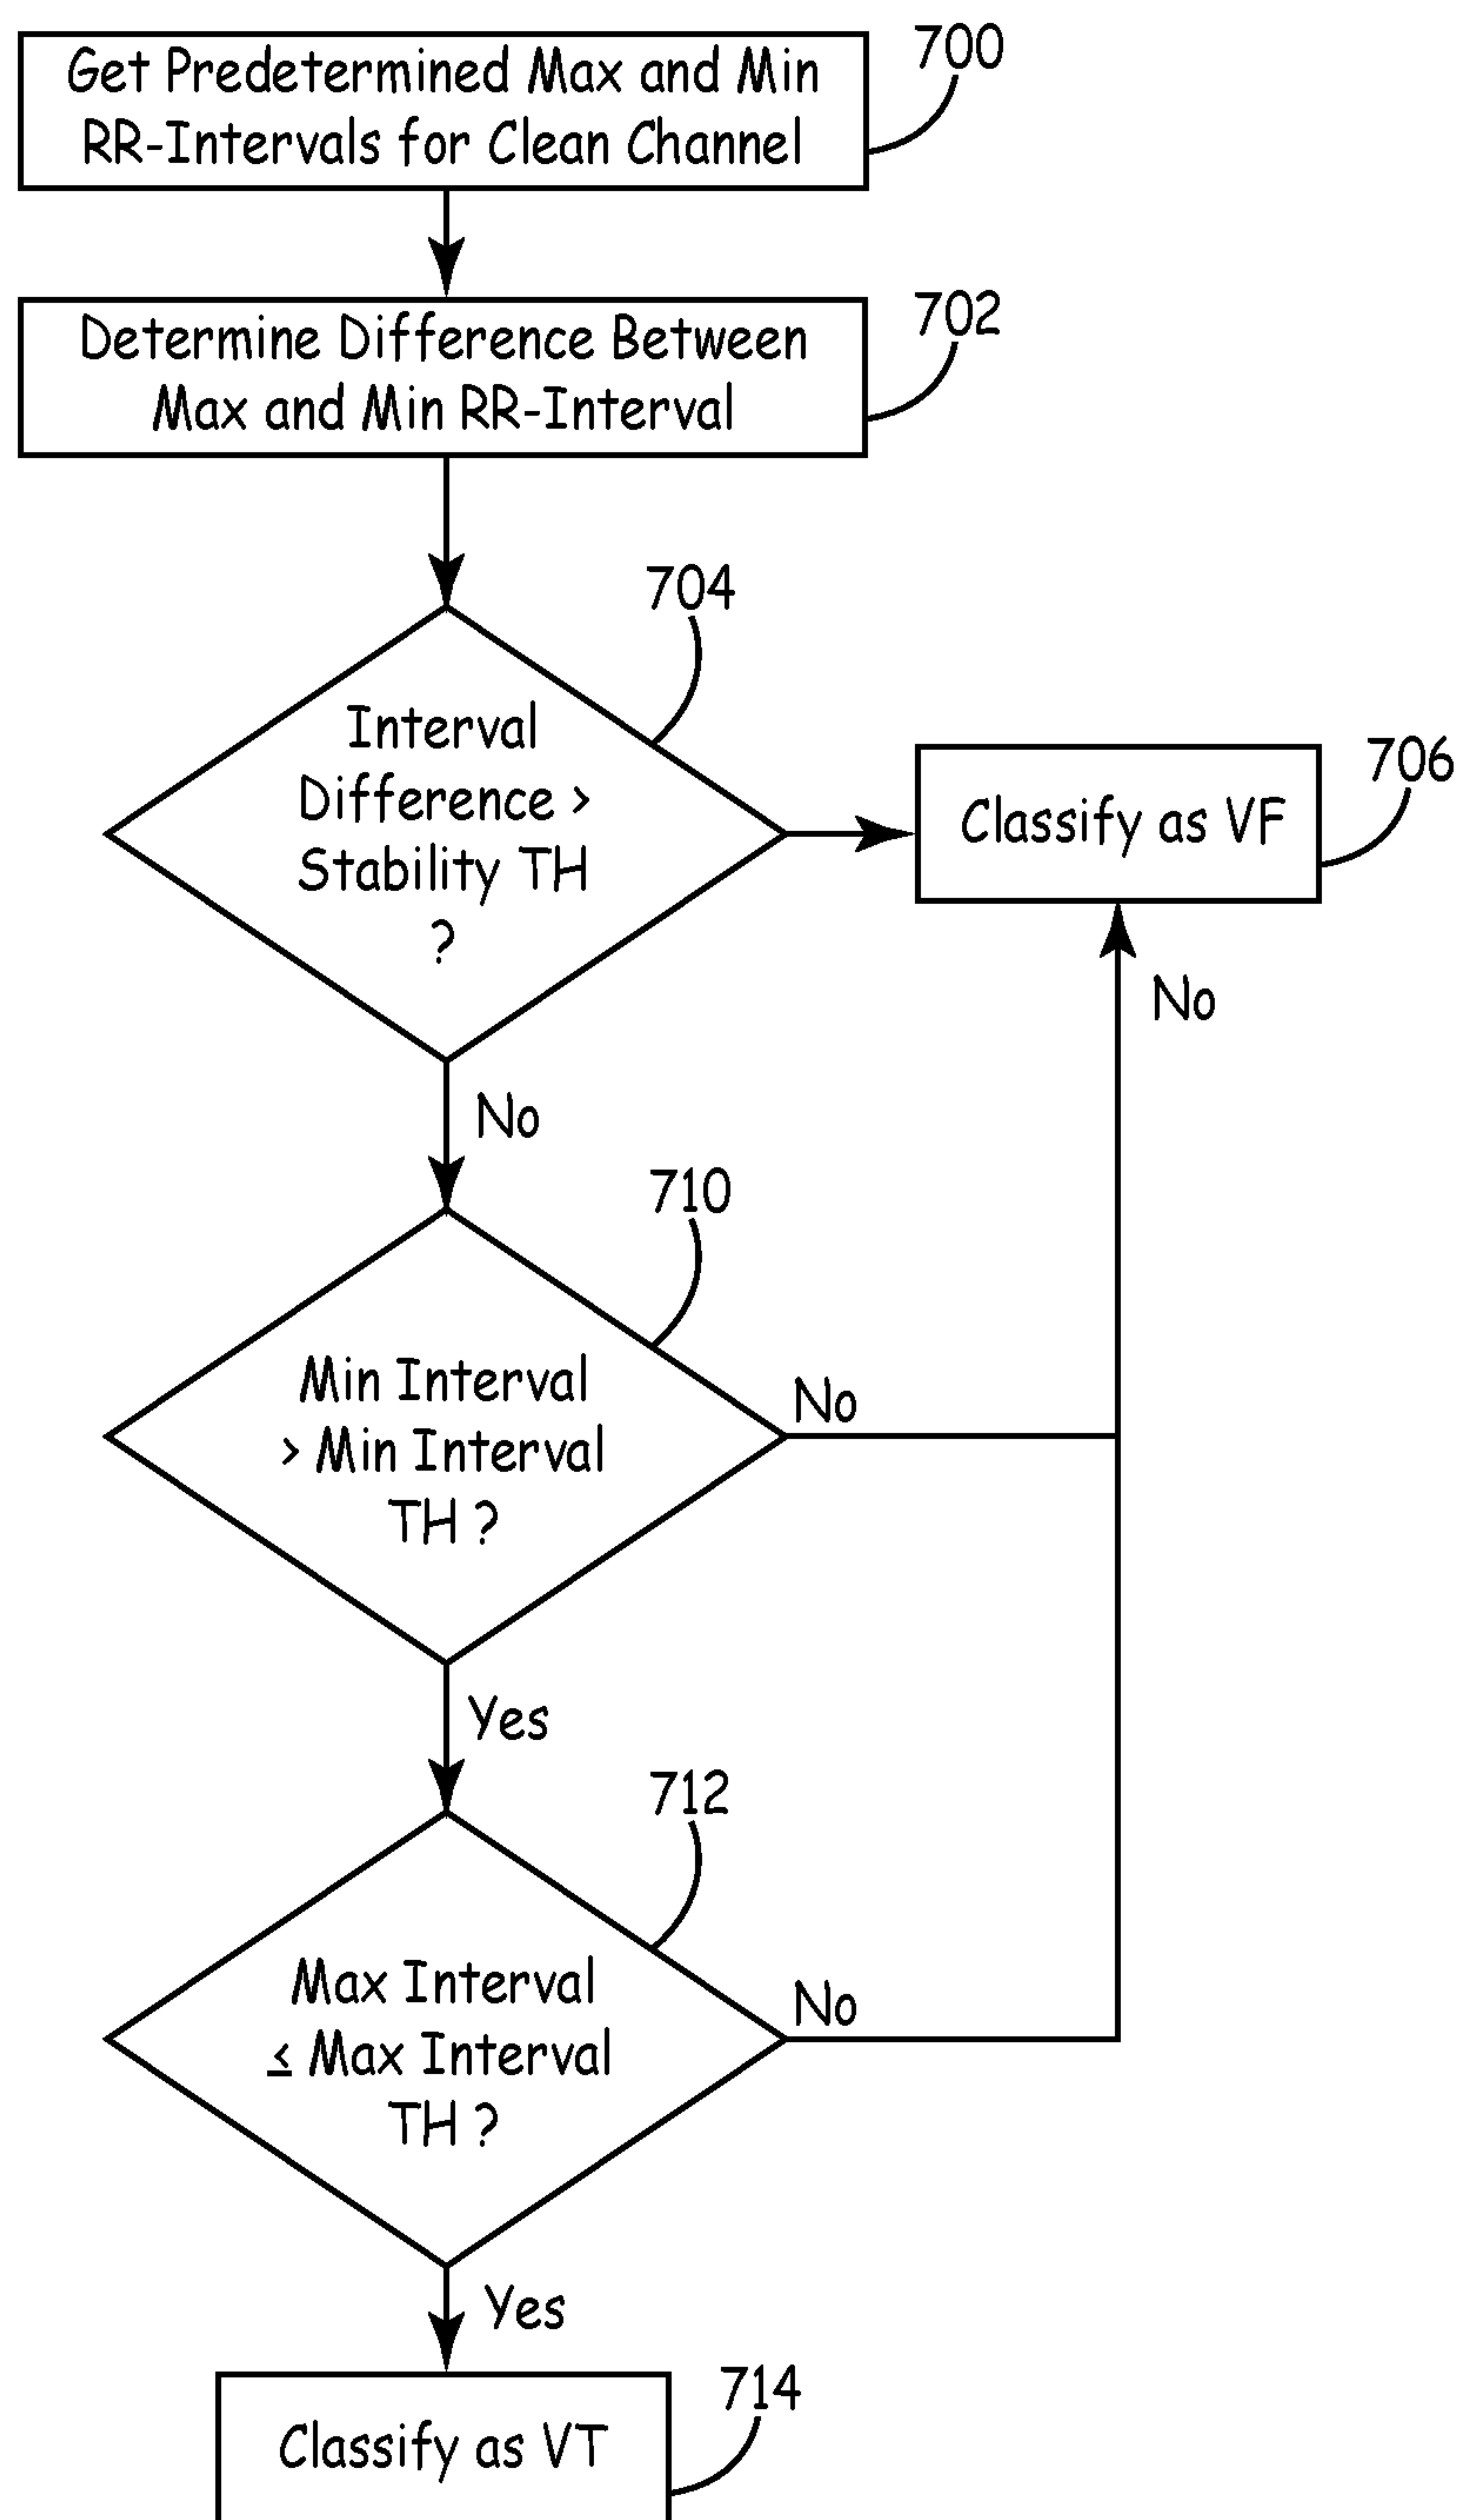 Get Predetermined Max and Min
RR-Intervals for Clean Channel
700
Determine Difference Between
Max and Min RR-Interval
702
704
Interval
Difference >
Stability TH
?
706
Classify as VF
No
No
710
Min Interval
> Min Interval
TH ?
No
Yes
712
Max Interval
≤ Max Interval
TH ?
No
Yes
714
Classify as VT